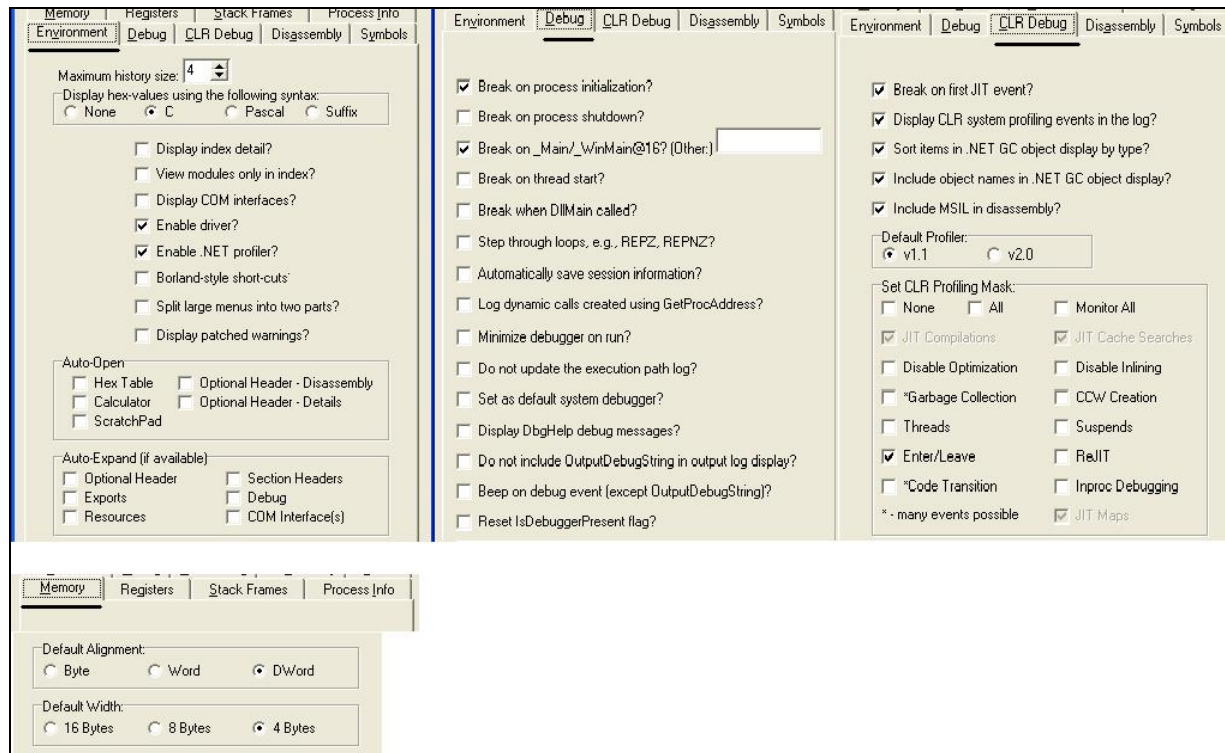 Memory Registers Stack Frames Process Info
Environment Debug CLR Debug Disassembly Symbols
Maximum history size: 4
Display hex-values using the following syntax:
None C Pascal Suffix
Display index detail?
View modules only in index?
Display COM interfaces?
Enable driver?
Enable .NET profiler?
Borland-style short-cuts
Split large menus into two parts?
Display patched warnings?
Auto-Open
Hex Table Optional Header - Disassembly
Calculator Optional Header - Details
ScratchPad
Auto-Expand (if available)
Optional Header Section Headers
Exports Debug
Resources COM Interface(s)
Environment Debug CLR Debug Disassembly Symbols
Break on process initialization?
Break on process shutdown?
Break on _Main/_WinMain@16? (Other:)
Break on thread start?
Break when DllMain called?
Step through loops, e.g., REPZ, REPNZ?
Automatically save session information?
Log dynamic calls created using GetProcAddress?
Minimize debugger on run?
Do not update the execution path log?
Set as default system debugger?
Display DbgHelp debug messages?
Do not include OutputDebugString in output log display?
Beep on debug event (except OutputDebugString)?
Reset IsDebuggerPresent flag?
Environment Debug CLR Debug Disassembly Symbols
Break on first JIT event?
Display CLR system profiling events in the log?
Sort items in .NET GC object display by type?
Include object names in .NET GC object display?
Include MSIL in disassembly?
Default Profiler:
v1.1 v2.0
Set CLR Profiling Mask:
None All Monitor All
JIT Compilations JIT Cache Searches
Disable Optimization Disable Inlining
*Garbage Collection CCW Creation
Threads Suspends
Enter/Leave ReJIT
*Code Transition Inproc Debugging
* - many events possible JIT Maps
Memory Registers Stack Frames Process Info
Default Alignment:
Byte Word DWord
Default Width:
16 Bytes 8 Bytes 4 Bytes